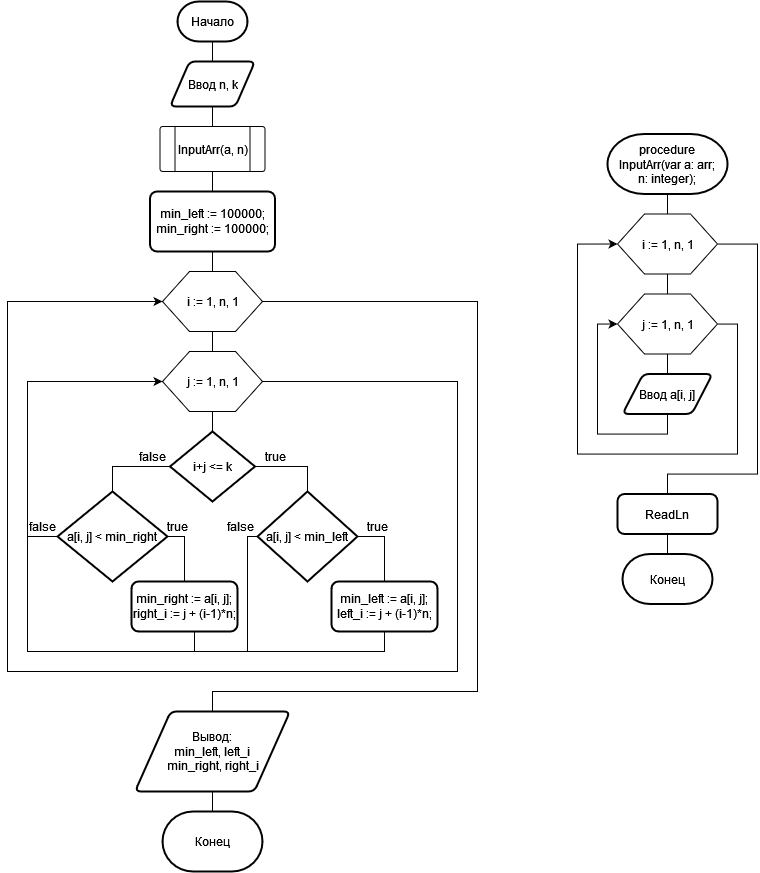 Начало
Ввод n, k
InputArr(a, n)
min_left := 100000;
min_right := 100000;
i := 1, n, 1
j := 1, n, 1
i+j <= k
false
true
a[i, j] < min_right
false
true
a[i, j] < min_left
false
true
min_right := a[i, j];
right_i := j + (i-1)*n;
min_left := a[i, j];
left_i := j + (i-1)*n;
Вывод:
min_left, left_i
min_right, right_i
Конец
procedure
InputArr(var a: arr;
n: integer);
i := 1, n, 1
j := 1, n, 1
Ввод a[i, j]
ReadLn
Конец